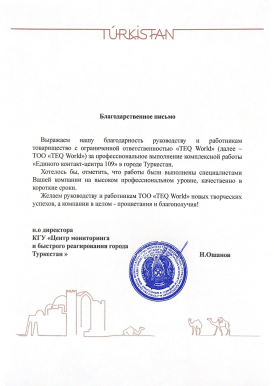 TÚRKISTAN
Благодарственное письмо
Выражаем нашу благодарность руководству и работникам
товарищество с ограниченной ответственностью «TEQ World» (далее –
ТОО «TEQ World») за профессиональное выполнение комплексной работы
«Единого контакт-центра 109» в городе Туркестан.
Хотелось бы, отметить, что работы были выполнены специалистами
Вашей компании на высоком профессиональном уровне, качественно в
короткие сроки.
Желаем руководству и работникам ТОО «TEQ World» новых творческих
успехов, а компании в целом - процветания и благополучия!
и.о директора
КГУ «Центр мониторинга
и быстрого реагирования города
Туркестан »
Н.Ошанов